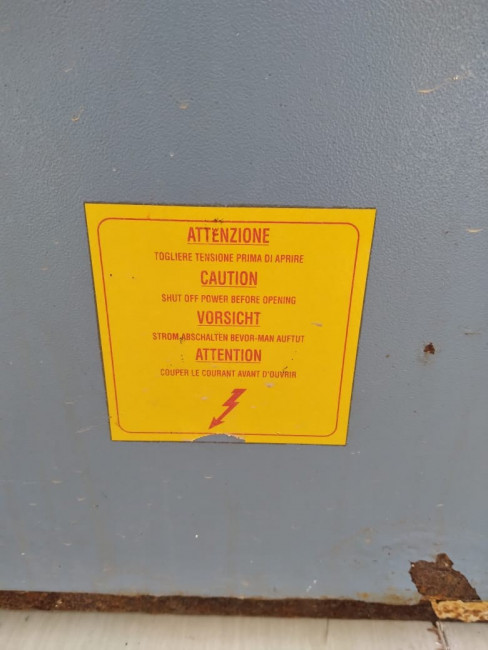 ATTENZIONE
TOGLIERE TENSIONE PRIMA DI APRIRE
CAUTION
SHUT OFF POWER BEFORE OPENING
VORSICHT
STROM ABSCHALTEN BEVOR-MAN AUFTUT
ATTENTION
COUPER LE COURANT AVANT D'OUVRIR